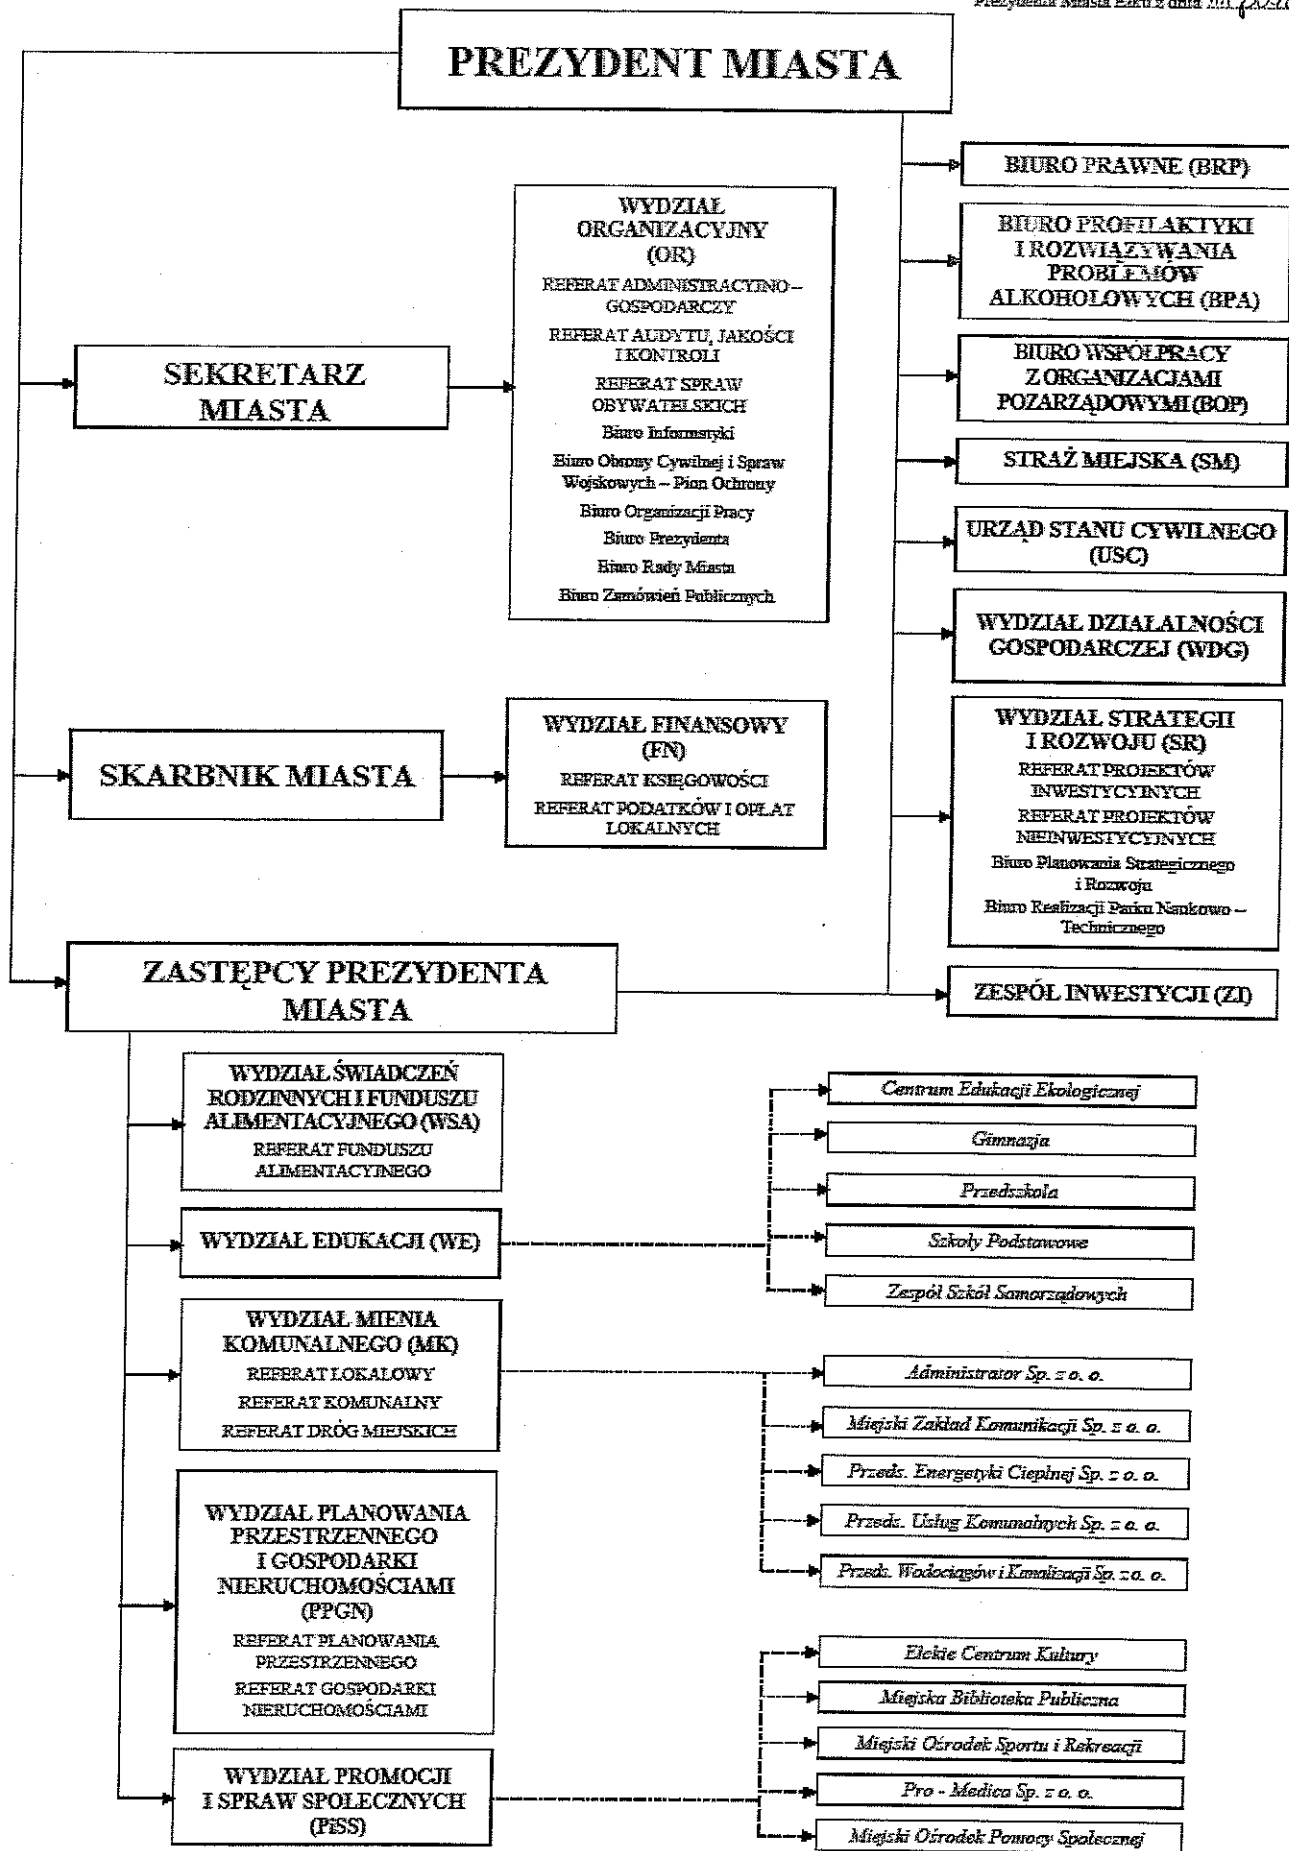 Prezydenta Miasta Ełku z dnia
PREZYDENT MIASTA
BIURO PRAWNE (BRP)
BIURO PROFILAKTYKI
I ROZWIĄZYWANIA
PROBLEMÓW
ALKOHOLOWYCH (BPA)
BIURO WSPÓŁPRACY
Z ORGANIZACJAMI
POZARZĄDOWYMI (BOP)
STRAŻ MIEJSKA (SM)
URZĄD STANU CYWILNEGO
(USC)
WYDZIAŁ DZIAŁALNOŚCI
GOSPODARCZEJ (WDG)
WYDZIAŁ STRATEGII
I ROZWOJU (SR)
REFERAT PROJEKTÓW
INWESTYCYJNYCH
REFERAT PROJEKTÓW
NIEINWESTYCYJNYCH
Biuro Planowania Strategicznego
i Rozwoju
Biuro Realizacji Parku Naukowo –
Technicznego
ZESPÓŁ INWESTYCJI (ZI)
SEKRETARZ
MIASTA
WYDZIAŁ
ORGANIZACYJNY
(OR)
REFERAT ADMINISTRACYJNO –
GOSPODARCZY
REFERAT AUDYTU, JAKOŚCI
I KONTROLI
REFERAT SPRAW
OBYWATELSKICH
Biuro Informatyki
Biuro Obrony Cywilnej i Spraw
Wojskowych – Pion Ochrony
Biuro Organizacji Pracy
Biuro Prezydenta
Biuro Rady Miasta
Biuro Zamówień Publicznych
SKARBNIK MIASTA
WYDZIAŁ FINANSOWY
(FN)
REFERAT KSIĘGOWOŚCI
REFERAT PODATKÓW I OPŁAT
LOKALNYCH
ZASTĘPCY PREZYDENTA
MIASTA
WYDZIAŁ ŚWIADCZEŃ
RODZINNYCH I FUNDUSZU
ALIMENTACYJNEGO (WSA)
REFERAT FUNDUSZU
ALIMENTACYJNEGO
WYDZIAŁ EDUKACJI (WE)
Centrum Edukacji Ekologicznej
Gimnazja
Przedszkola
Szkoły Podstawowe
Zespół Szkół Samorządowych
WYDZIAŁ MIENIA
KOMUNALNEGO (MK)
REFERAT LOKALOWY
REFERAT KOMUNALNY
REFERAT DRÓG MIEJSKICH
Administrator Sp. z o. o.
Miejski Zakład Komunikacji Sp. z o. o.
Przeds. Energetyki Cieplnej Sp. z o. o.
Przeds. Usług Komunalnych Sp. z o. o.
Przeds. Wodociągów i Kanalizacji Sp. z o. o.
WYDZIAŁ PLANOWANIA
PRZESTRZENNEGO
I GOSPODARKI
NIERUCHOMOŚCIAMI
(PPGN)
REFERAT PLANOWANIA
PRZESTRZENNEGO
REFERAT GOSPODARKI
NIERUCHOMOŚCIAMI
WYDZIAŁ PROMOCJI
I SPRAW SPOŁECZNYCH
(PiSS)
Ełckie Centrum Kultury
Miejska Biblioteka Publiczna
Miejski Ośrodek Sportu i Rekreacji
Pro - Medica Sp. z o. o.
Miejski Ośrodek Pomocy Społecznej